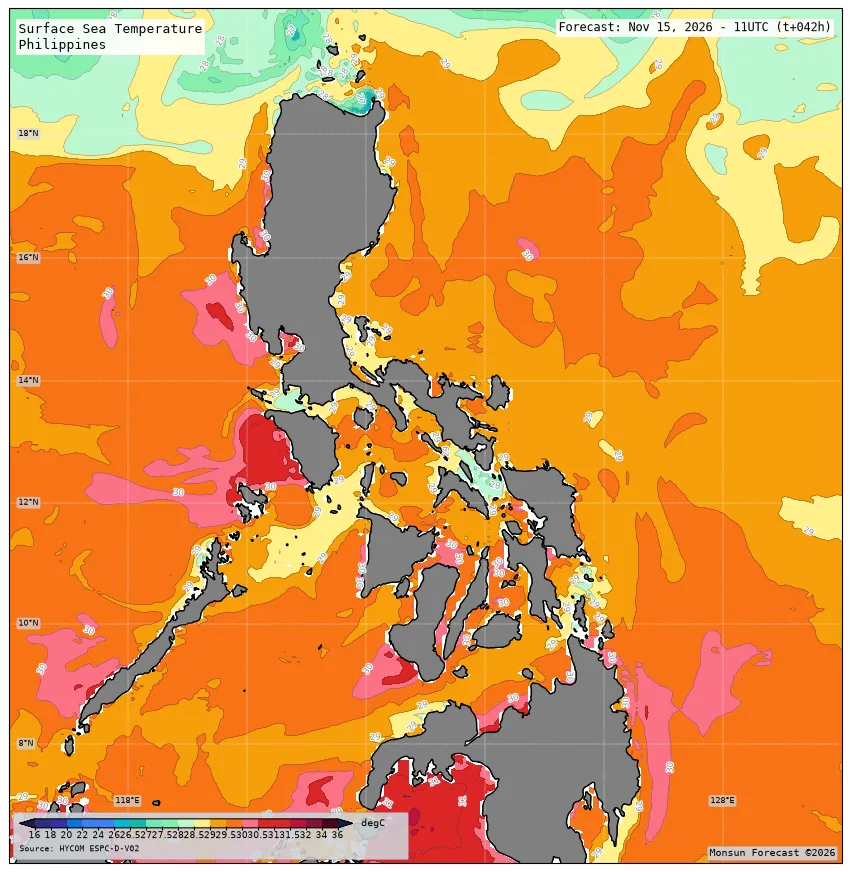 Surface Sea Temperature
Philippines
Forecast: Nov 15, 2026 - 11UTC (t+042h)
18°N
16°N
14°N
12°N
10°N
8°N
118°E
128°E
degC
16 18 20 22 24 26 26.5 27 27.5 28 28.5 29 29.5 30 30.5 31 31.5 32 34 36
Source: HYCOM ESPC-D-V02
Monsun Forecast ©2026